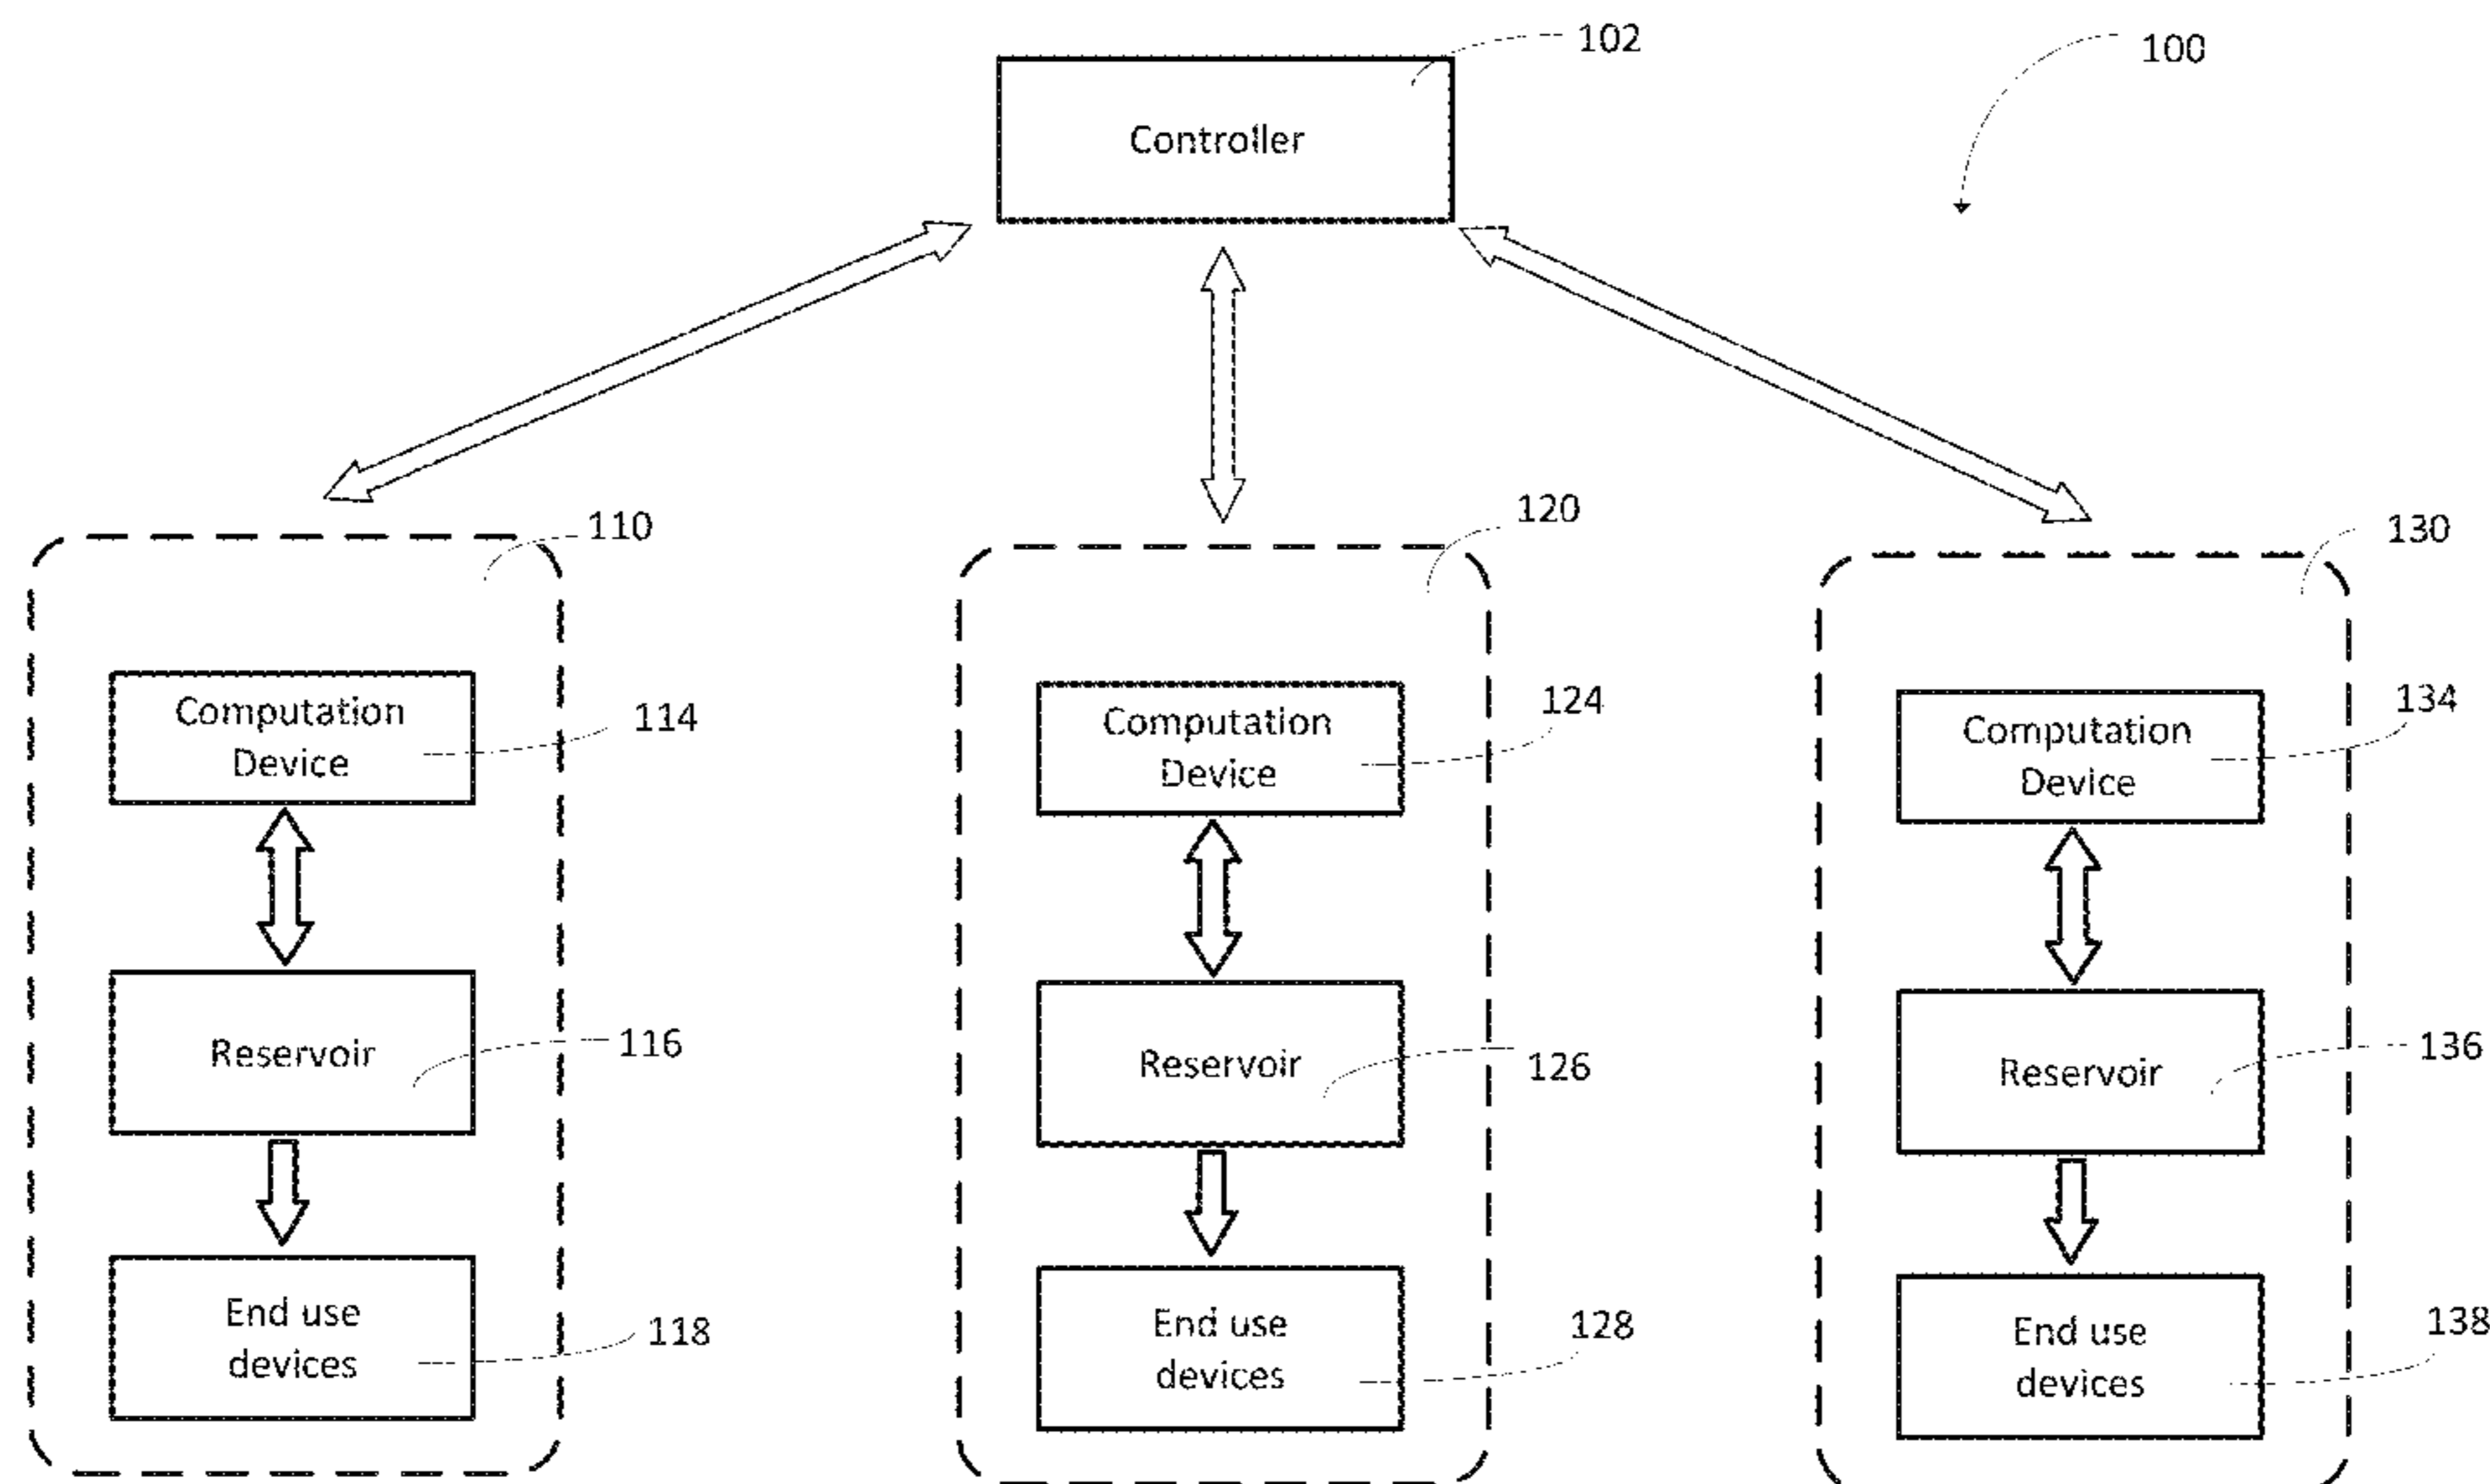 102
100
Controller
110
120
130
Computation
Device
114
Computation
Device
124
Computation
Device
134
Reservoir
116
Reservoir
126
Reservoir
136
End use
devices
118
End use
devices
128
End use
devices
138